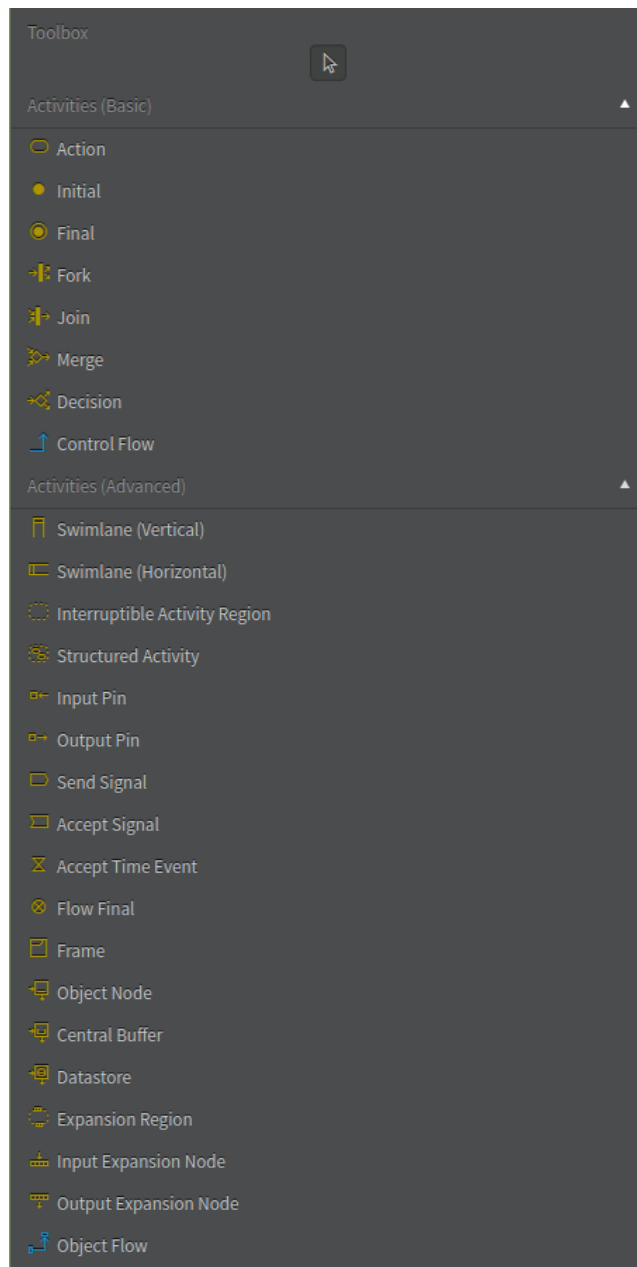 Toolbox
Activities (Basic)
Action
Initial
Final
Fork
Join
Merge
Decision
Control Flow
Activities (Advanced)
Swimlane (Vertical)
Swimlane (Horizontal)
Interruptible Activity Region
Structured Activity
Input Pin
Output Pin
Send Signal
Accept Signal
Accept Time Event
Flow Final
Frame
Object Node
Central Buffer
Datastore
Expansion Region
Input Expansion Node
Output Expansion Node
Object Flow